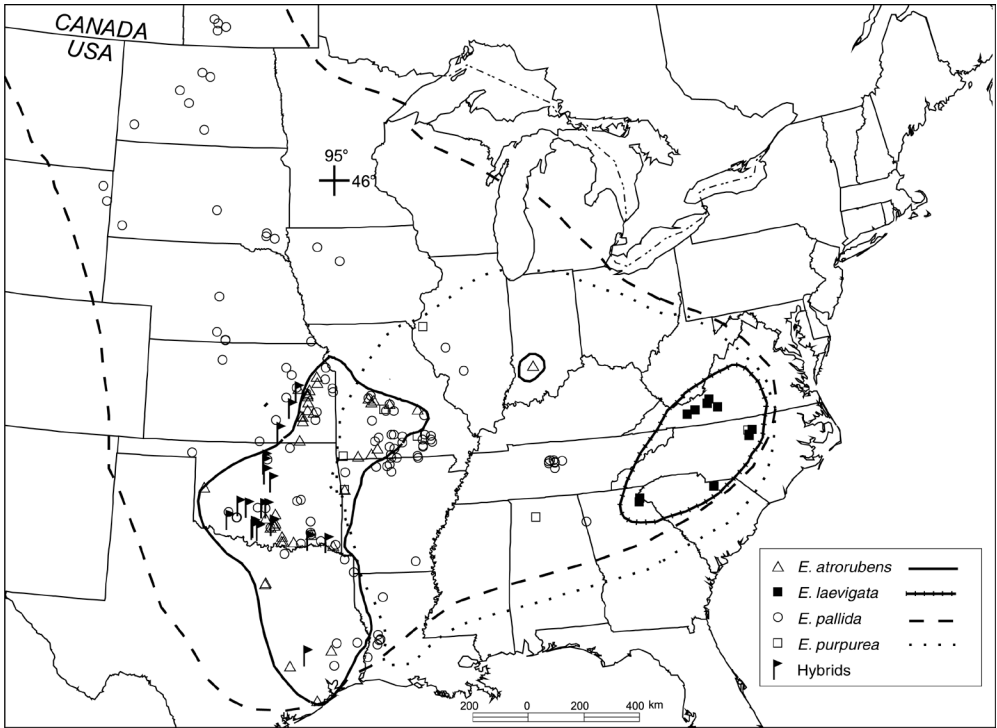 CANADA
USA
95°
46°
E. atrorubens
E. laevigata
E. pallida
E. purpurea
Hybrids
200 0 200 400 km